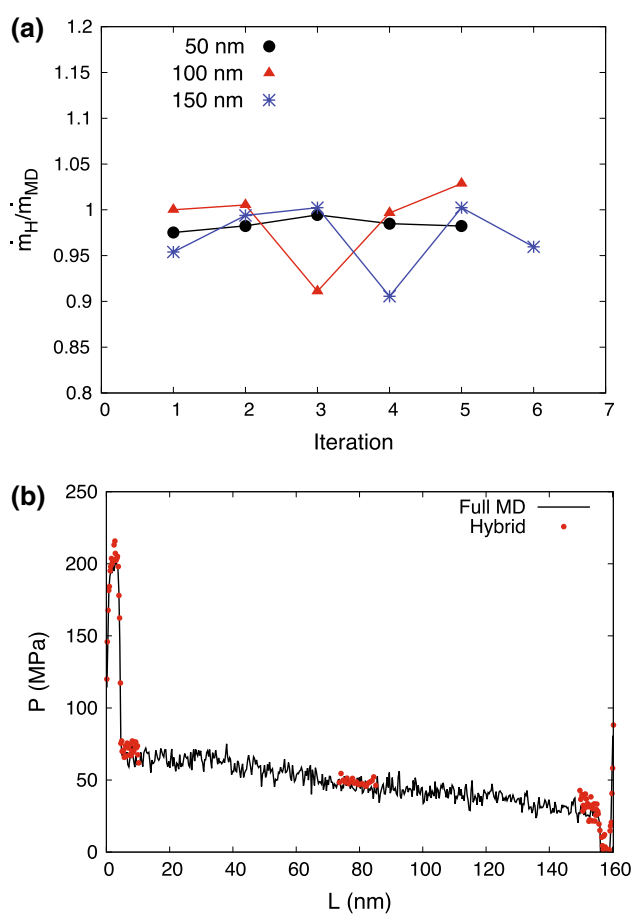 (a)
1.2
1.15
1.1
1.05
1
0.95
0.9
0.85
0.8
50 nm
100 nm
150 nm
ṁH/ṁMD
0 1 2 3 4 5 6 7
Iteration
(b)
250
200
150
100
50
0
Full MD
Hybrid
P (MPa)
0 20 40 60 80 100 120 140 160
L (nm)